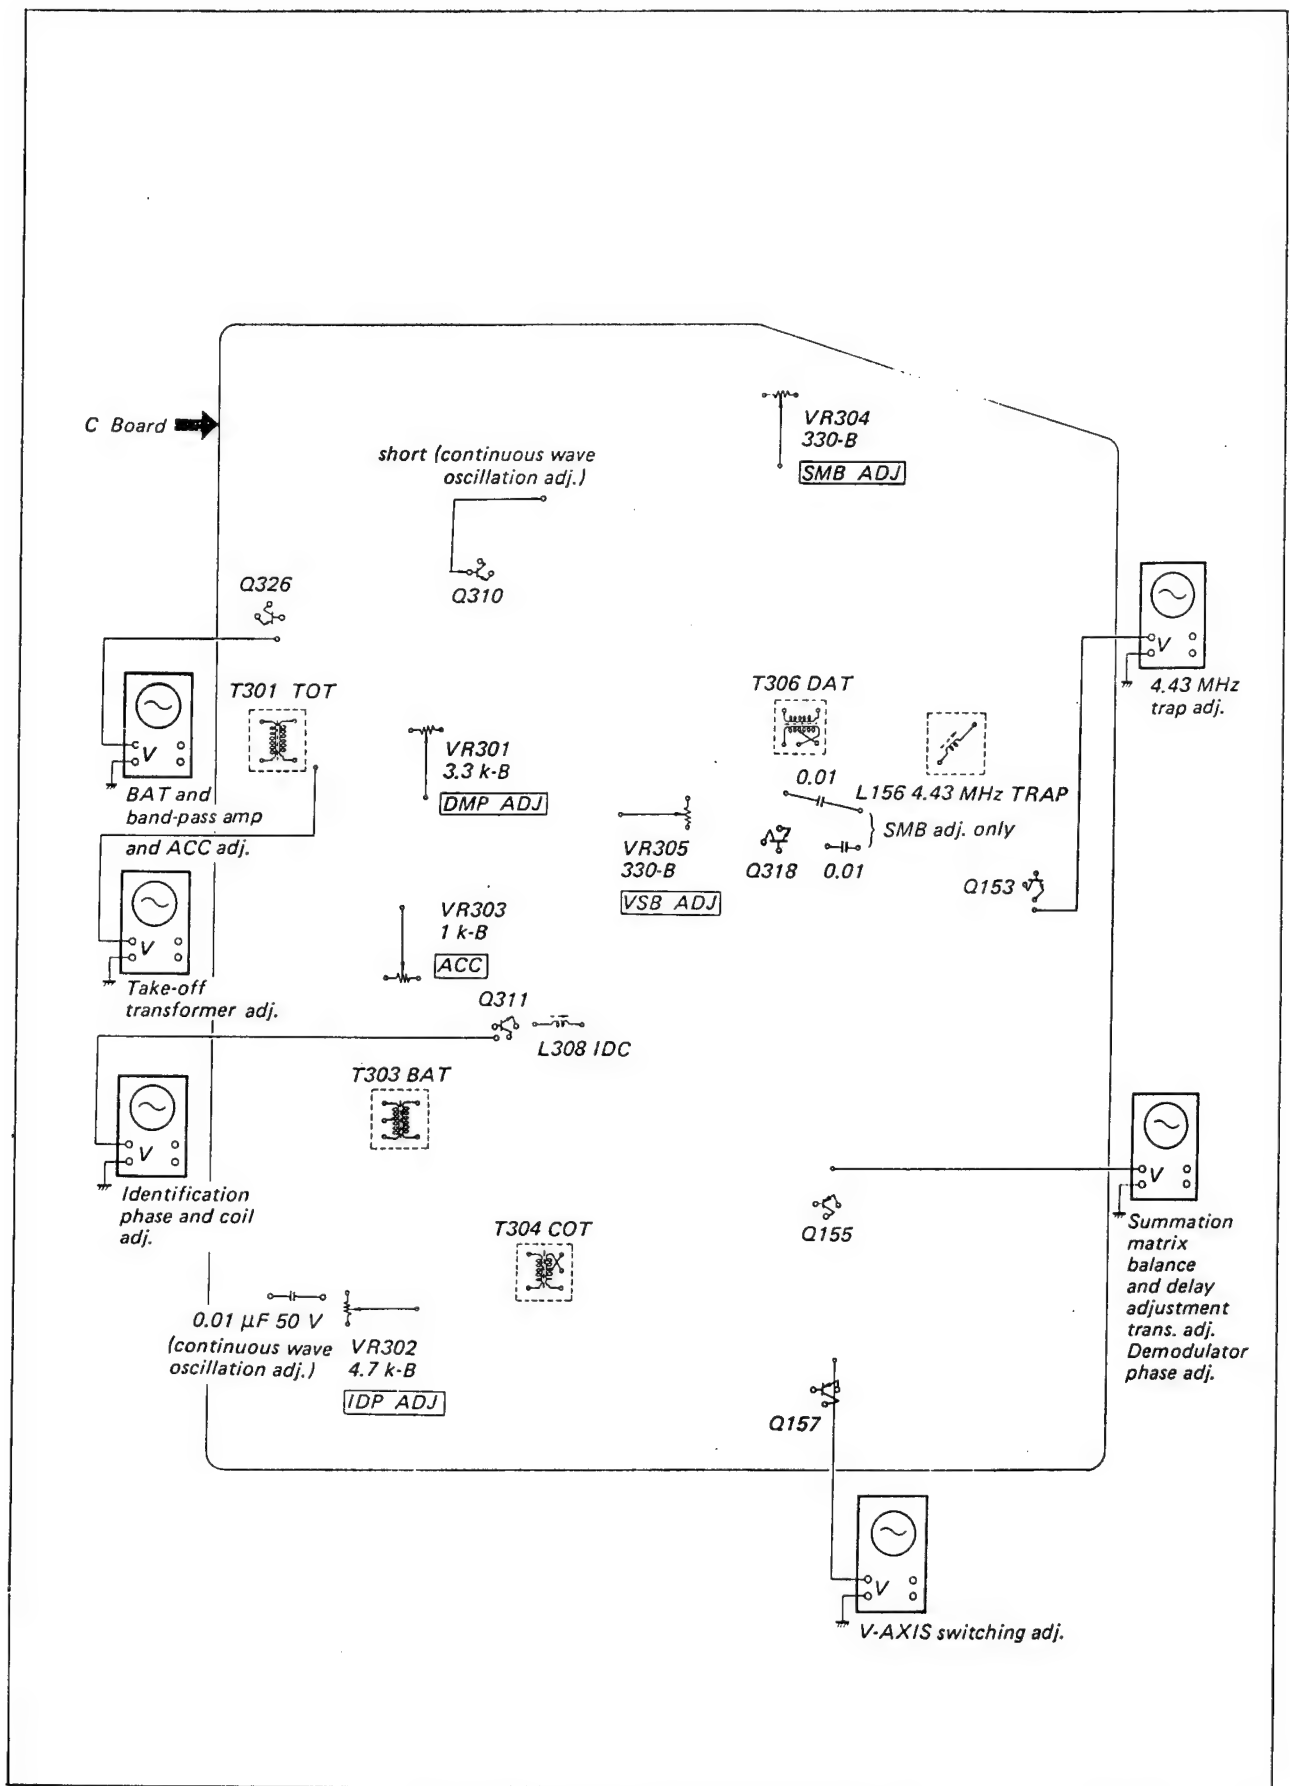 VR304
330-B
SMB ADJ
C Board
short (continuous wave
oscillation adj.)
Q326
Q310
T301 TOT
T306 DAT
V
4.43 MHz
trap adj.
V
VR301
3.3 k-B
DMP ADJ
0.01
L156 4.43 MHz TRAP
BAT and
band-pass amp
and ACC adj.
SMB adj. only
VR305
330-B
VSB ADJ
Q318
0.01
Q153
VR303
1 k-B
ACC
V
Take-off
transformer adj.
Q311
L308 IDC
T303 BAT
V
Identification
phase and coil
adj.
V
Summation
matrix
balance
and delay
adjustment
trans. adj.
Demodulator
phase adj.
Q155
T304 COT
0.01 µF 50 V
(continuous wave
oscillation adj.)
VR302
4.7 k-B
IDP ADJ
Q157
V
V-AXIS switching adj.